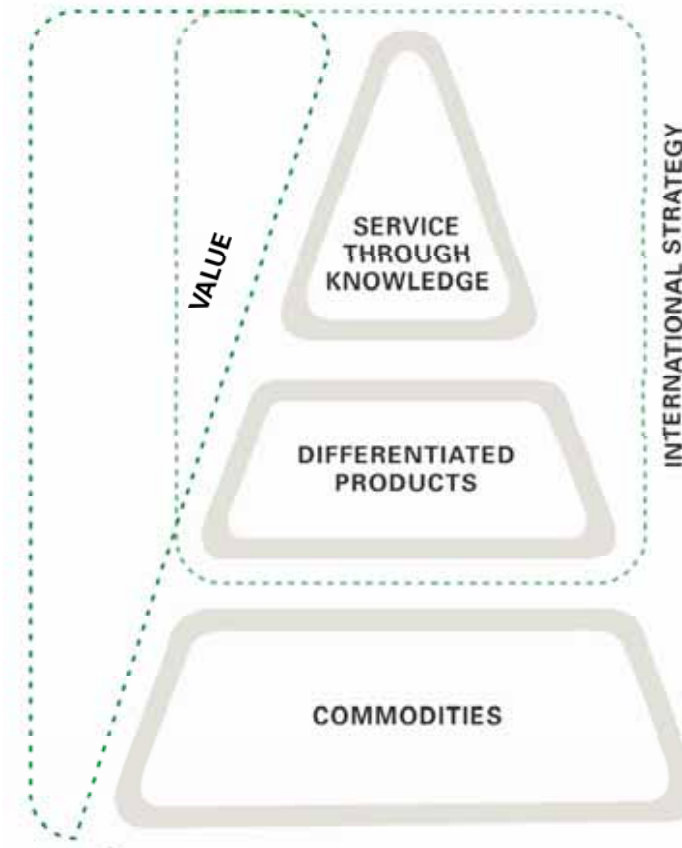 SERVICE
THROUGH
KNOWLEDGE
VALUE
DIFFERENTIATED
PRODUCTS
INTERNATIONAL STRATEGY
COMMODITIES